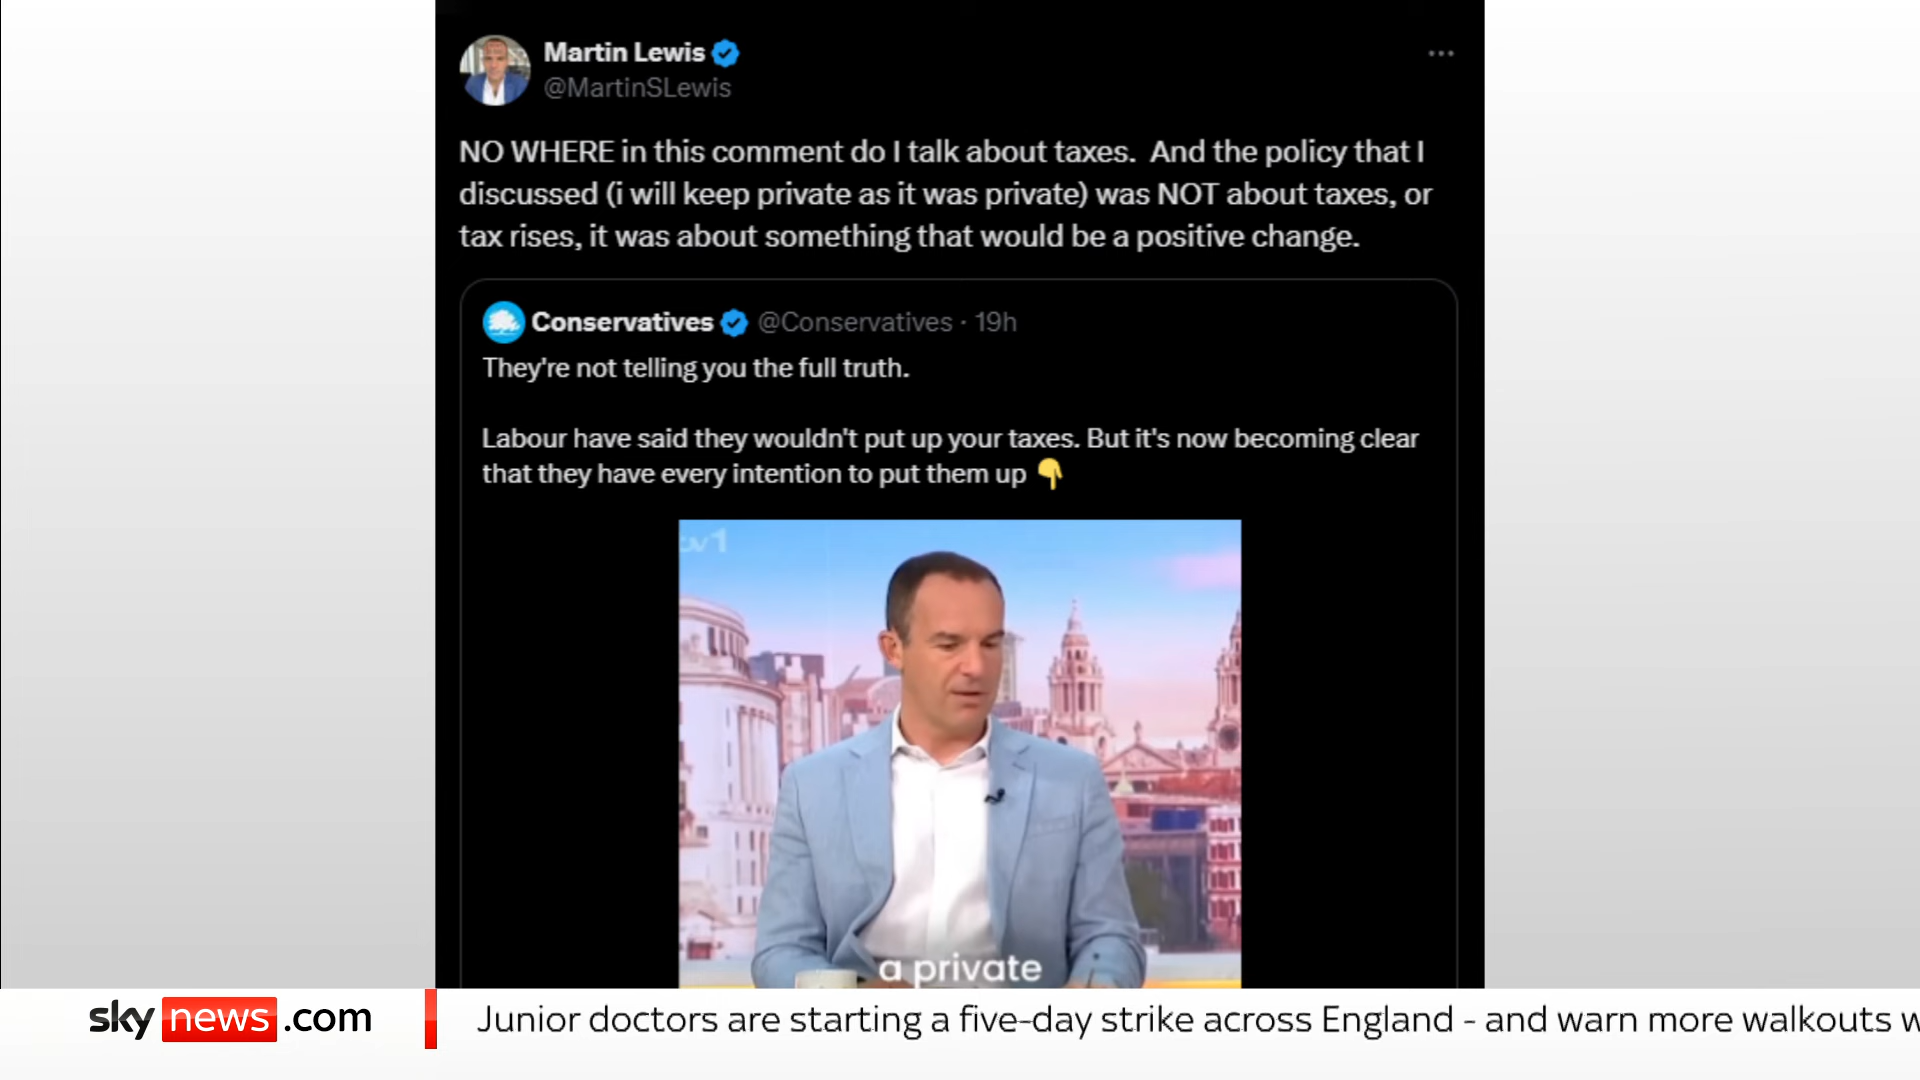 Martin Lewis
@MartinSLewis
NO WHERE in this comment do I talk about taxes.  And the policy that I
discussed (i will keep private as it was private) was NOT about taxes, or
tax rises, it was about something that would be a positive change.
Conservatives @Conservatives · 19h
They're not telling you the full truth.
Labour have said they wouldn't put up your taxes. But it's now becoming clear
that they have every intention to put them up 👇
itv1
a private
sky news .com
Junior doctors are starting a five-day strike across England - and warn more walkouts w